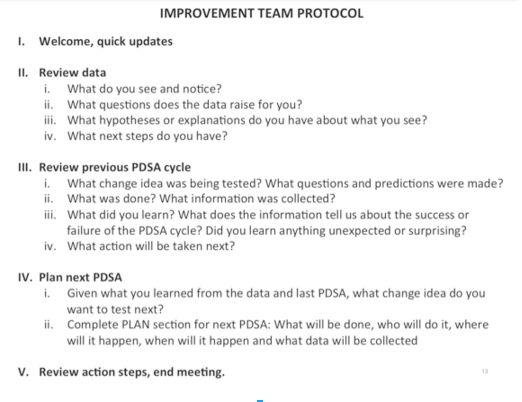 IMPROVEMENT TEAM PROTOCOL
I. Welcome, quick updates
II. Review data
i. What do you see and notice?
ii. What questions does the data raise for you?
iii. What hypotheses or explanations do you have about what you see?
iv. What next steps do you have?
III. Review previous PDSA cycle
i. What change idea was being tested? What questions and predictions were made?
ii. What was done? What information was collected?
iii. What did you learn? What does the information tell us about the success or
failure of the PDSA cycle? Did you learn anything unexpected or surprising?
iv. What action will be taken next?
IV. Plan next PDSA
i. Given what you learned from the data and last PDSA, what change idea do you
want to test next?
ii. Complete PLAN section for next PDSA: What will be done, who will do it, where
will it happen, when will it happen and what data will be collected
V. Review action steps, end meeting.